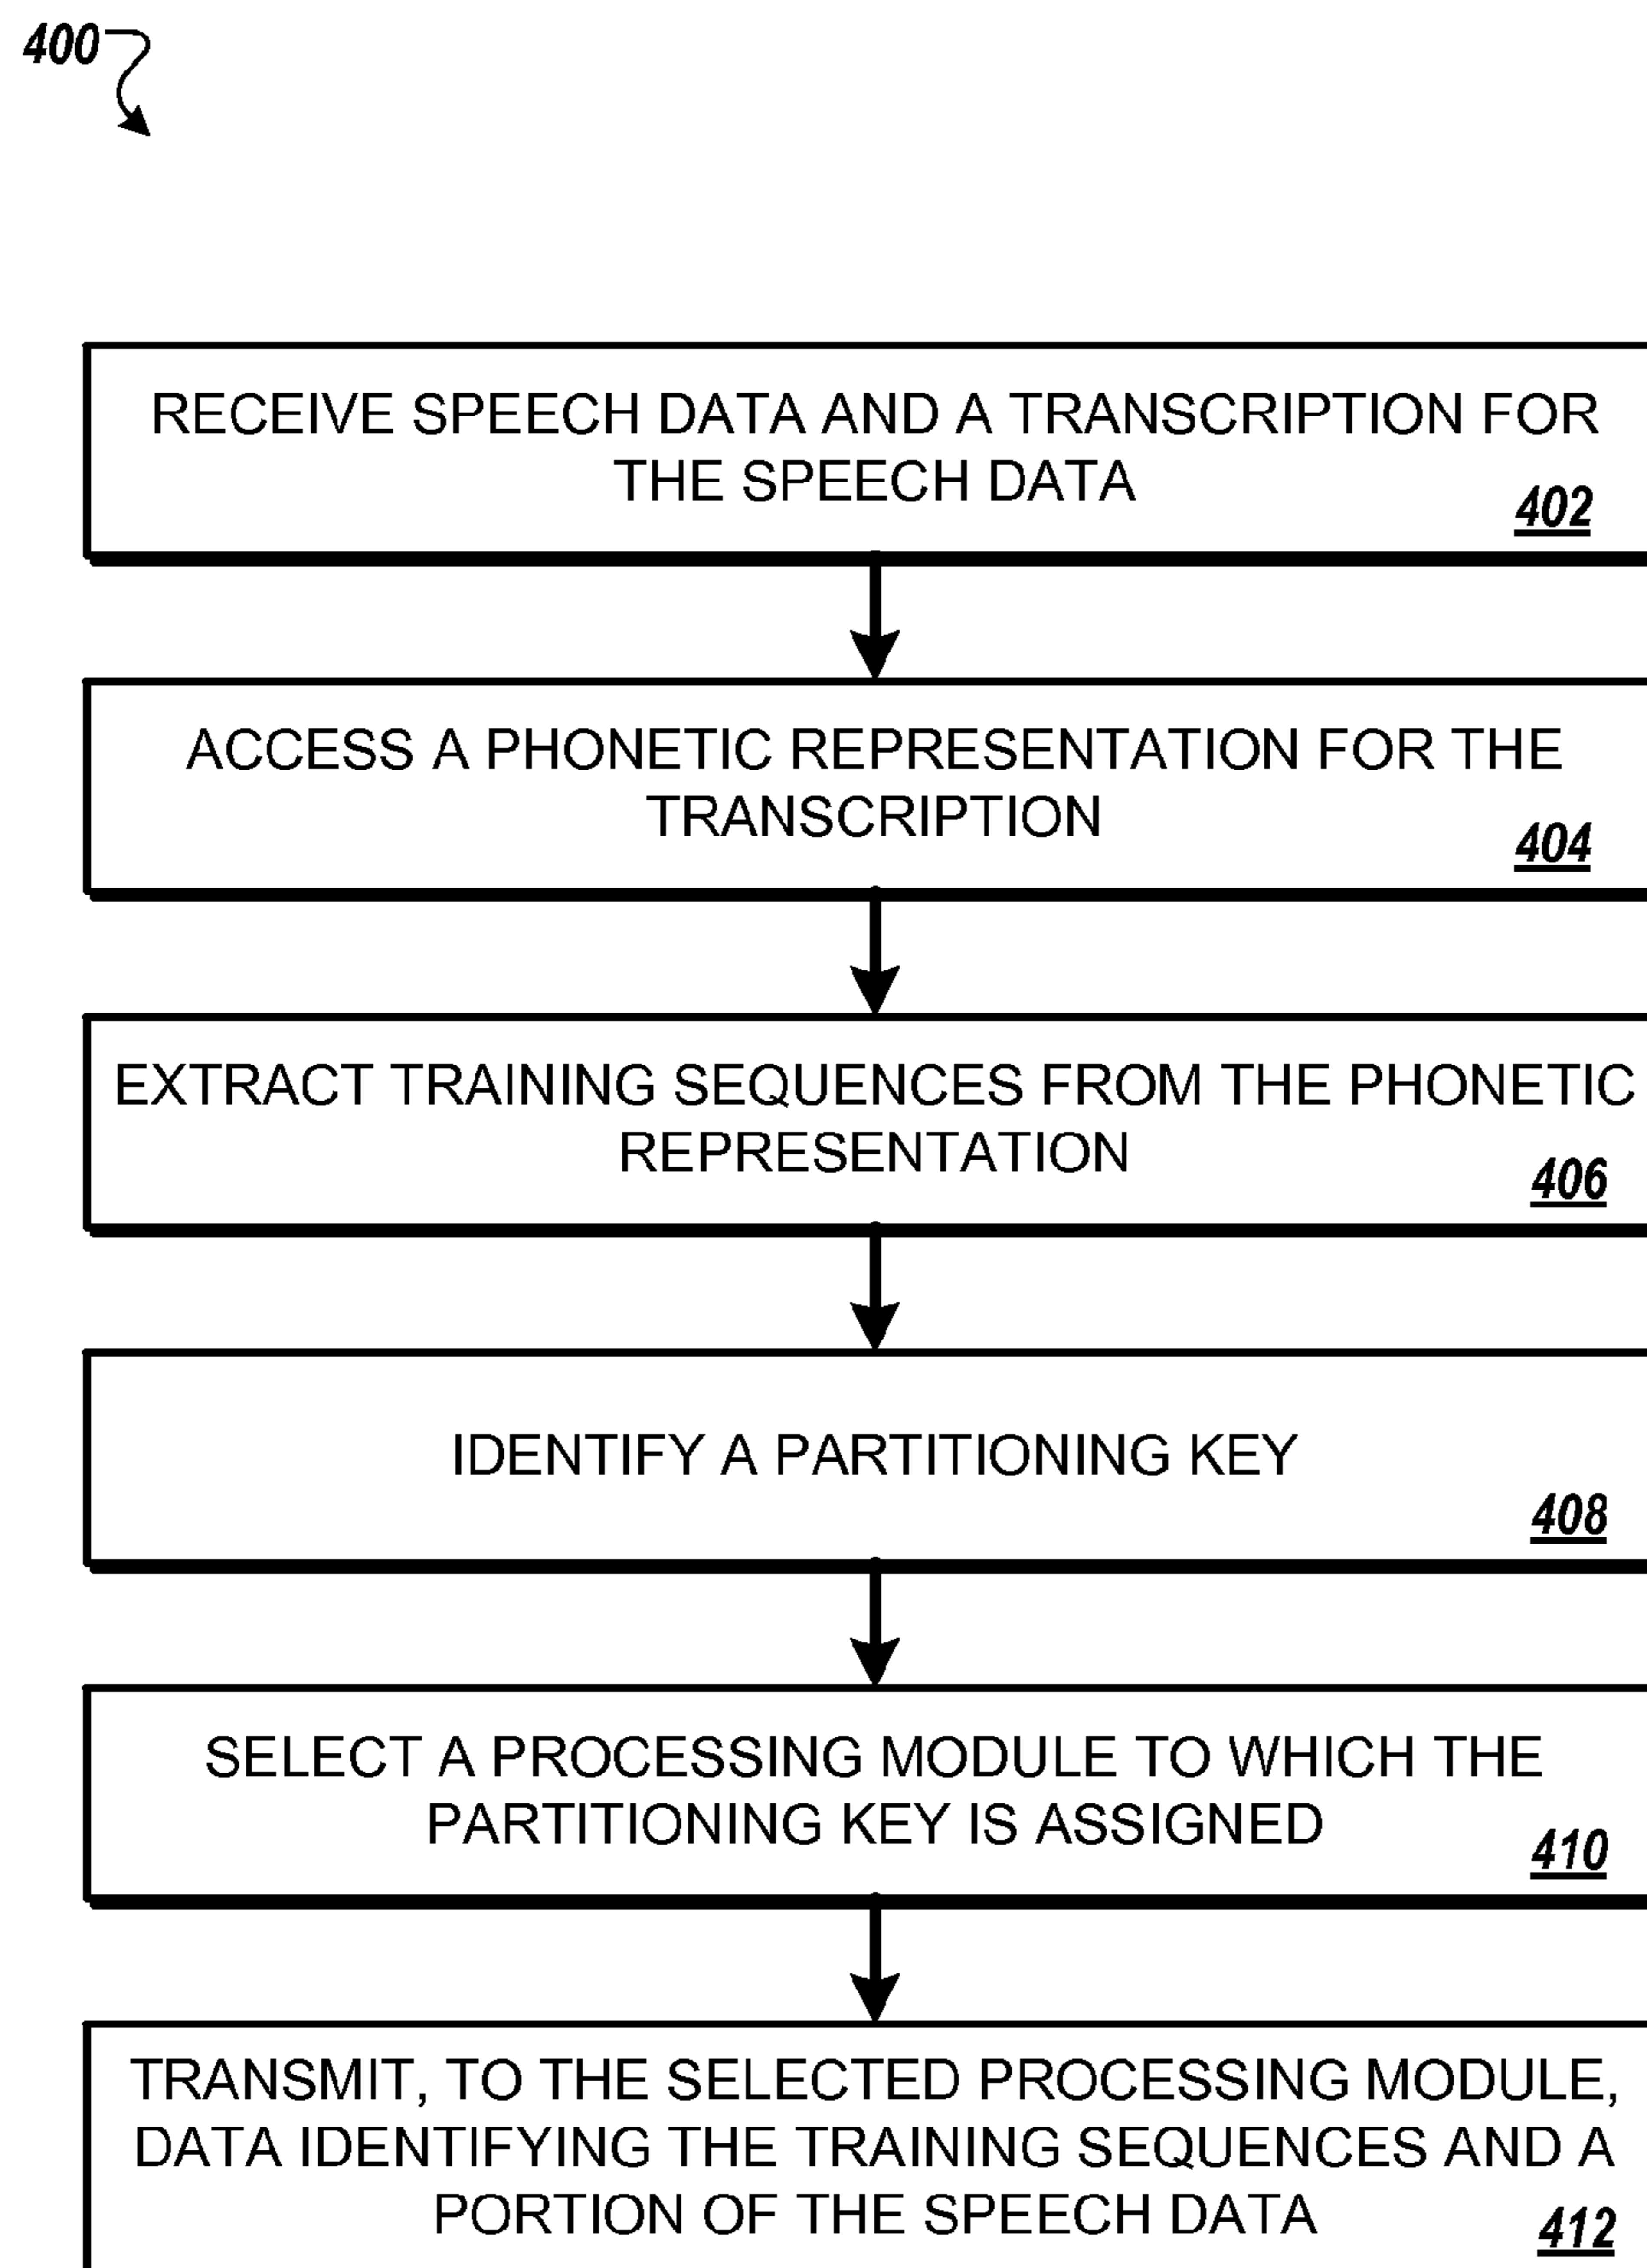 400
RECEIVE SPEECH DATA AND A TRANSCRIPTION FOR
THE SPEECH DATA
402
ACCESS A PHONETIC REPRESENTATION FOR THE
TRANSCRIPTION
404
EXTRACT TRAINING SEQUENCES FROM THE PHONETIC
REPRESENTATION
406
IDENTIFY A PARTITIONING KEY
408
SELECT A PROCESSING MODULE TO WHICH THE
PARTITIONING KEY IS ASSIGNED
410
TRANSMIT, TO THE SELECTED PROCESSING MODULE,
DATA IDENTIFYING THE TRAINING SEQUENCES AND A
PORTION OF THE SPEECH DATA
412